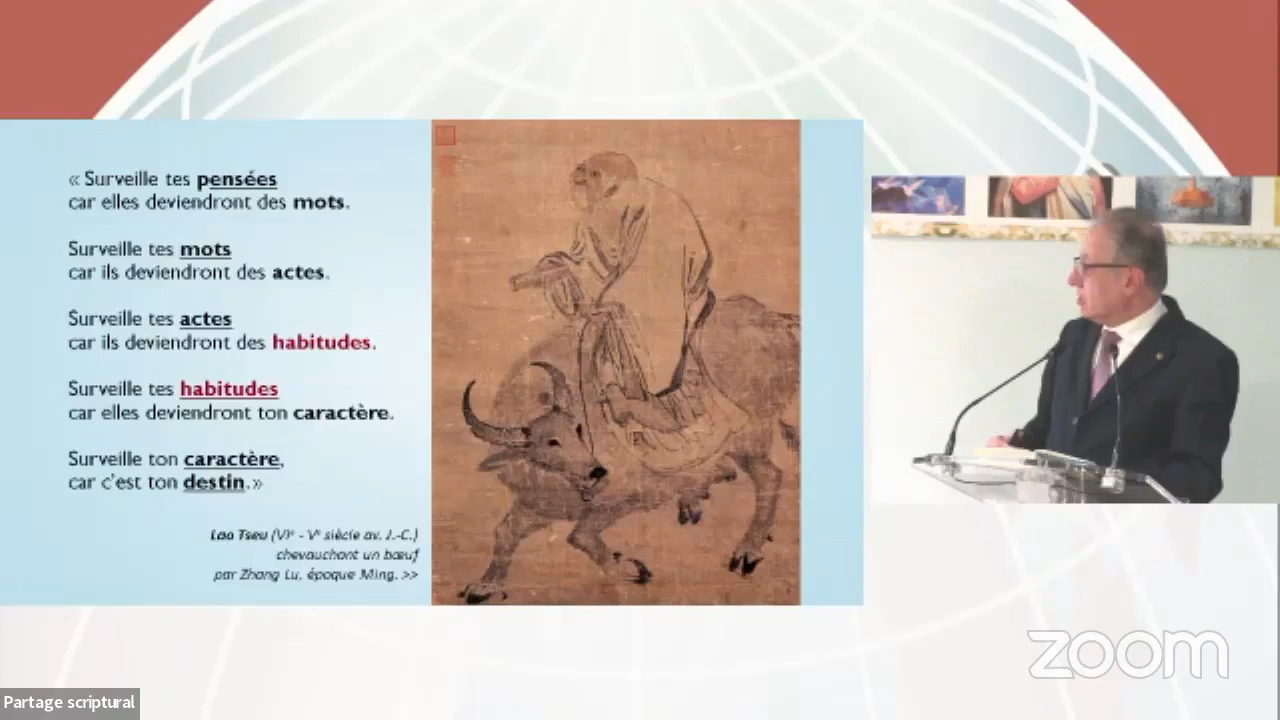 « Surveille tes pensées
car elles deviendront des mots.
Surveille tes mots
car ils deviendront des actes.
Surveille tes actes
car ils deviendront des habitudes.
Surveille tes habitudes
car elles deviendront ton caractère.
Surveille ton caractère,
car c'est ton destin.»
Lao Tseu (VIᵉ - Vᵉ siècle av. J.-C.)
chevauchant un bœuf
par Zhang Lu, époque Ming. >>
zoom
Partage scriptural